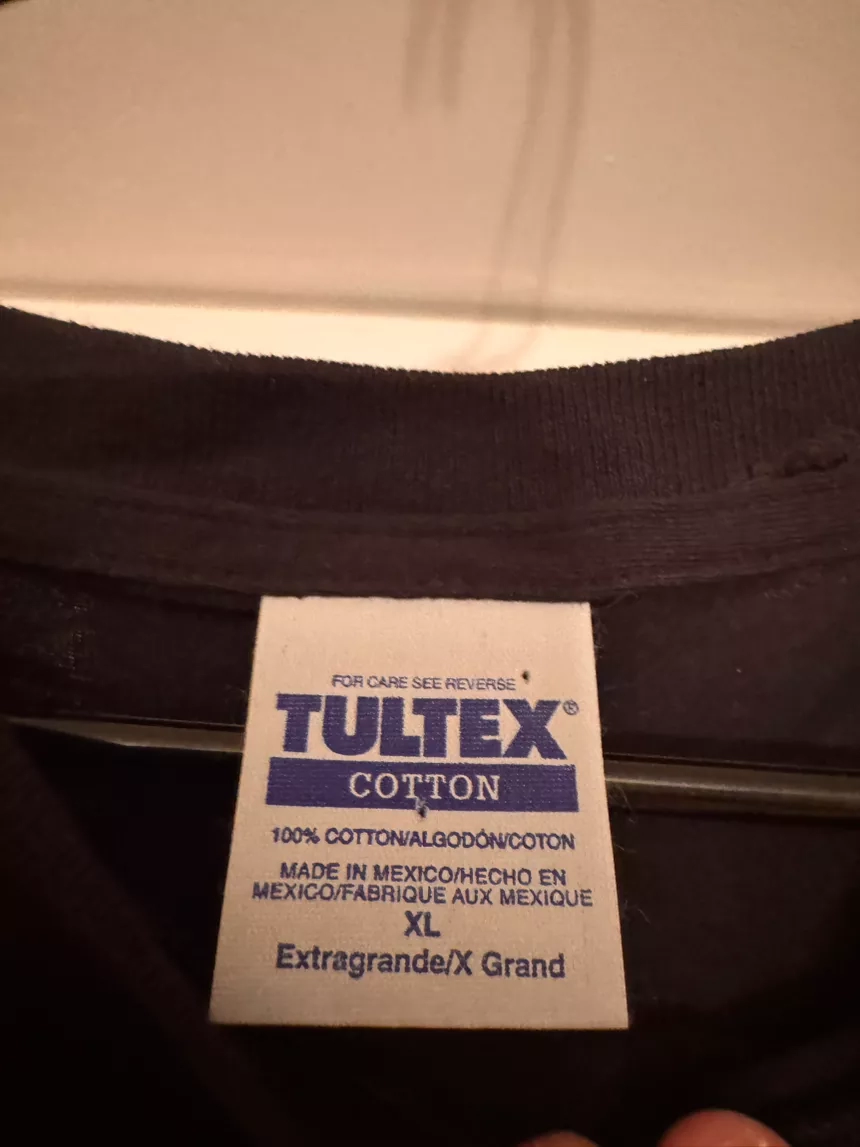 FOR CARE SEE REVERSE
TULTEX®
COTTON
100% COTTON/ALGODÓN/COTON
MADE IN MEXICO/HECHO EN
MEXICO/FABRIQUE AUX MEXIQUE
XL
Extragrande/X Grand